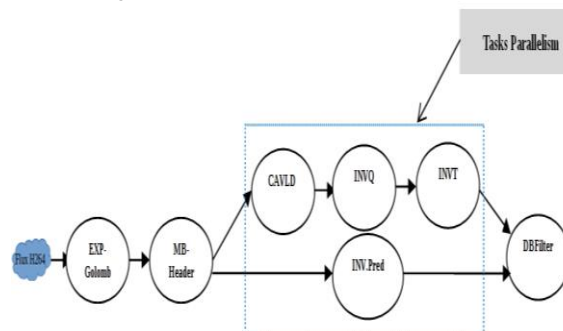 Tasks Parallelism
CAVLD
INVQ
INVT
Flux H264
EXP-
Golomb
MB-
Header
INV.Pred
DBFilter